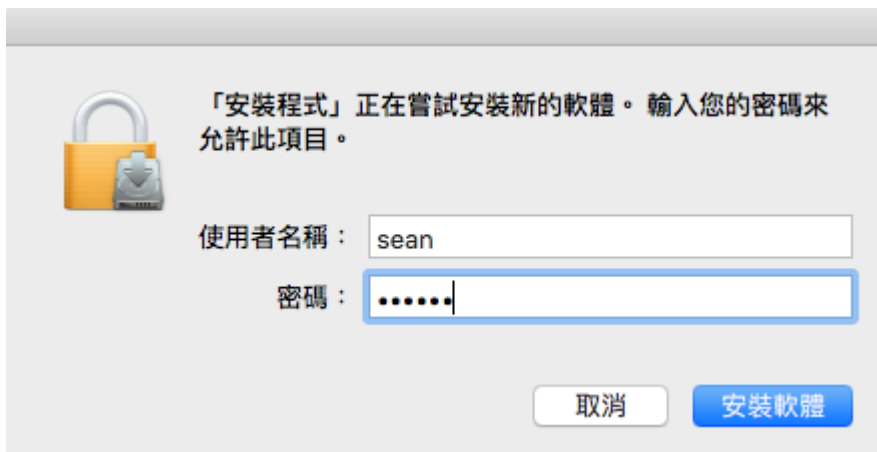 「安裝程式」正在嘗試安裝新的軟體。 輸入您的密碼來
允許此項目。
使用者名稱： sean
密碼： ••••••
取消 安裝軟體